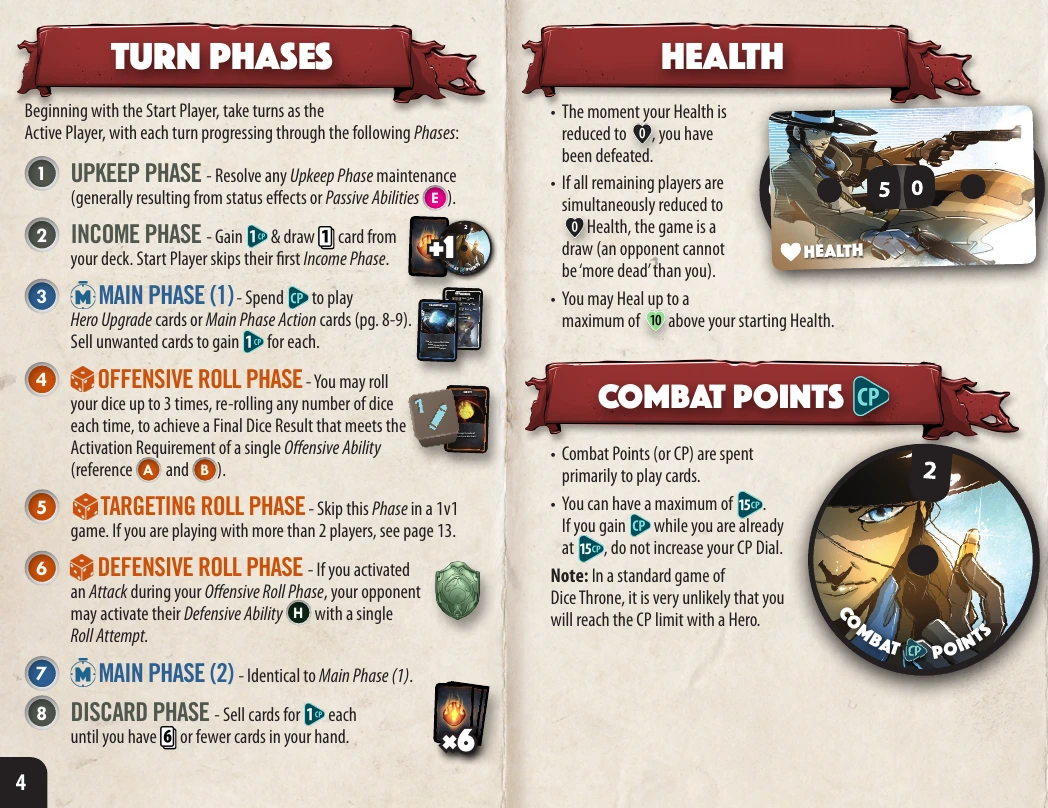 TURN PHASES
Beginning with the Start Player, take turns as the
Active Player, with each turn progressing through the following Phases:
1 UPKEEP PHASE - Resolve any Upkeep Phase maintenance
(generally resulting from status effects or Passive Abilities E ).
2 INCOME PHASE - Gain 1CP & draw 1 card from
your deck. Start Player skips their first Income Phase.
+1
2
COMBAT CP POINTS
3 M MAIN PHASE (1) - Spend CP to play
Hero Upgrade cards or Main Phase Action cards (pg. 8-9).
Sell unwanted cards to gain 1CP for each.
4 OFFENSIVE ROLL PHASE - You may roll
your dice up to 3 times, re-rolling any number of dice
each time, to achieve a Final Dice Result that meets the
Activation Requirement of a single Offensive Ability
(reference A and B ).
1
5 TARGETING ROLL PHASE - Skip this Phase in a 1v1
game. If you are playing with more than 2 players, see page 13.
6 DEFENSIVE ROLL PHASE - If you activated
an Attack during your Offensive Roll Phase, your opponent
may activate their Defensive Ability H with a single
Roll Attempt.
7 M MAIN PHASE (2) - Identical to Main Phase (1).
8 DISCARD PHASE - Sell cards for 1CP each
until you have 6 or fewer cards in your hand.
x6
4
HEALTH
• The moment your Health is
reduced to 0, you have
been defeated.
• If all remaining players are
simultaneously reduced to
0 Health, the game is a
draw (an opponent cannot
be 'more dead' than you).
• You may Heal up to a
maximum of 10 above your starting Health.
5 0
HEALTH
COMBAT POINTS CP
• Combat Points (or CP) are spent
primarily to play cards.
• You can have a maximum of 15CP.
If you gain CP while you are already
at 15CP, do not increase your CP Dial.
Note: In a standard game of
Dice Throne, it is very unlikely that you
will reach the CP limit with a Hero.
2
COMBAT CP POINTS